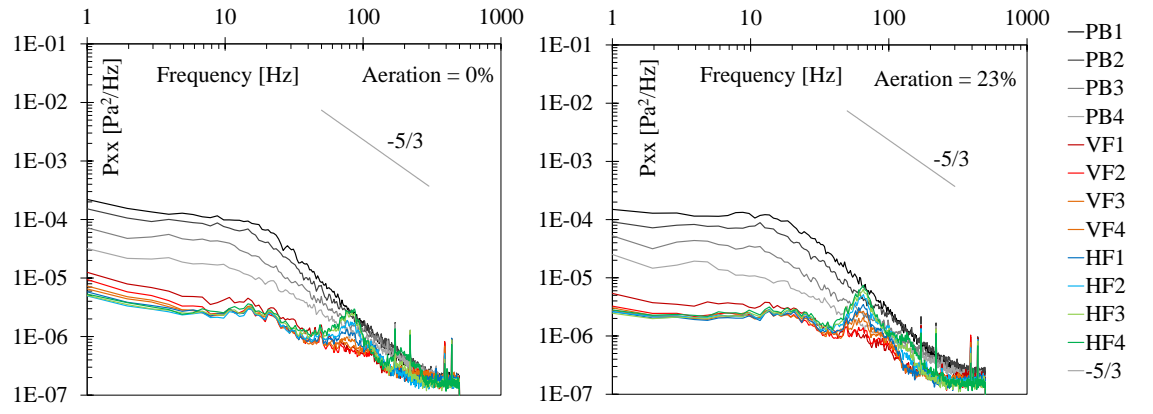 1 10 100 1000
1E-01
1E-02
1E-03
1E-04
1E-05
1E-06
1E-07
Pxx [Pa²/Hz]
Frequency [Hz]
Aeration = 0%
-5/3
1 10 100 1000
1E-01
1E-02
1E-03
1E-04
1E-05
1E-06
1E-07
Pxx [Pa²/Hz]
Frequency [Hz]
Aeration = 23%
-5/3
PB1
PB2
PB3
PB4
VF1
VF2
VF3
VF4
HF1
HF2
HF3
HF4
-5/3